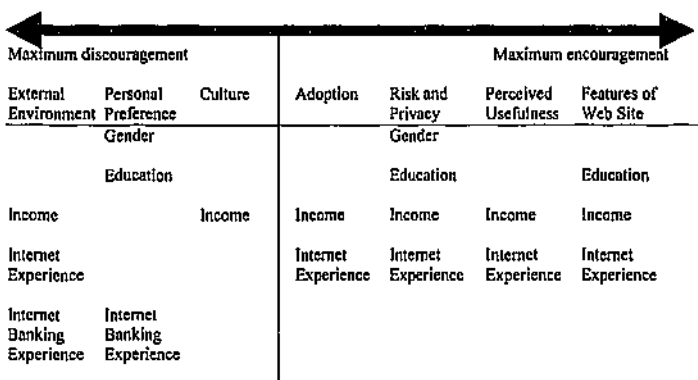 Maximum discouragement Maximum encouragement
External Personal Culture Adoption Risk and Perceived Features of
Environment Preference Privacy Usefulness Web Site
Gender Gender
Education Education Education
Income Income Income Income Income Income
Internet Internet Internet Internet Internet
Experience Experience Experience Experience Experience
Internet Internet
Banking Banking
Experience Experience